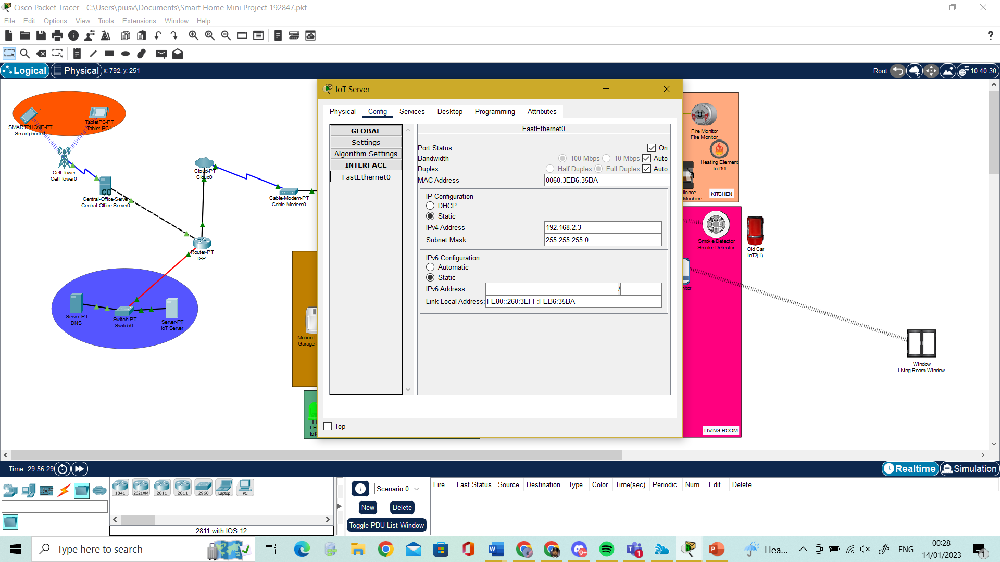 Cisco Packet Tracer - C:\Users\piusv\Documents\Smart Home Mini Project 192847.pkt
File Edit Options View Tools Extensions Window Help
?
Logical Physical x: 792, y: 251 Root 10:40:30
IoT Server
Physical Config Services Desktop Programming Attributes
GLOBAL
Settings
Algorithm Settings
INTERFACE
FastEthernet0
FastEthernet0
Port Status On
Bandwidth 100 Mbps 10 Mbps Auto
Duplex Half Duplex Full Duplex Auto
MAC Address 0060.3EB6.35BA
IP Configuration
DHCP
Static
IPv4 Address 192.168.2.3
Subnet Mask 255.255.255.0
IPv6 Configuration
Automatic
Static
IPv6 Address /
Link Local Address: FE80::260:3EFF:FEB6:35BA
Top
SMARTPHONE-PT
Smartphone0
TabletPC-PT
Tablet PC1
Cell-Tower
Cell Tower0
Central-Office-Server
Central Office Server0
Cloud-PT
Cloud0
Cable-Modem-PT
Cable Modem0
Router-PT
ISP
Server-PT
DNS
Switch-PT
Switch0
Server-PT
IoT Server
Motion D
Garage
LE
IoT
Fire Monitor
Fire Monitor
Heating Element
IoT16
liance
Machine
KITCHEN
Smoke Detector
Smoke Detector
Old Car
IoT2(1)
itor
Window
Living Room Window
LIVING ROOM
Time: 29:56:29 Realtime Simulation
1841 2621XM 2811 2811 2960 Laptop PC
2811 with IOS 12
Scenario 0
New Delete
Toggle PDU List Window
Fire Last Status Source Destination Type Color Time(sec) Periodic Num Edit Delete
Type here to search
Hea... ENG
00:28
14/01/2023
1